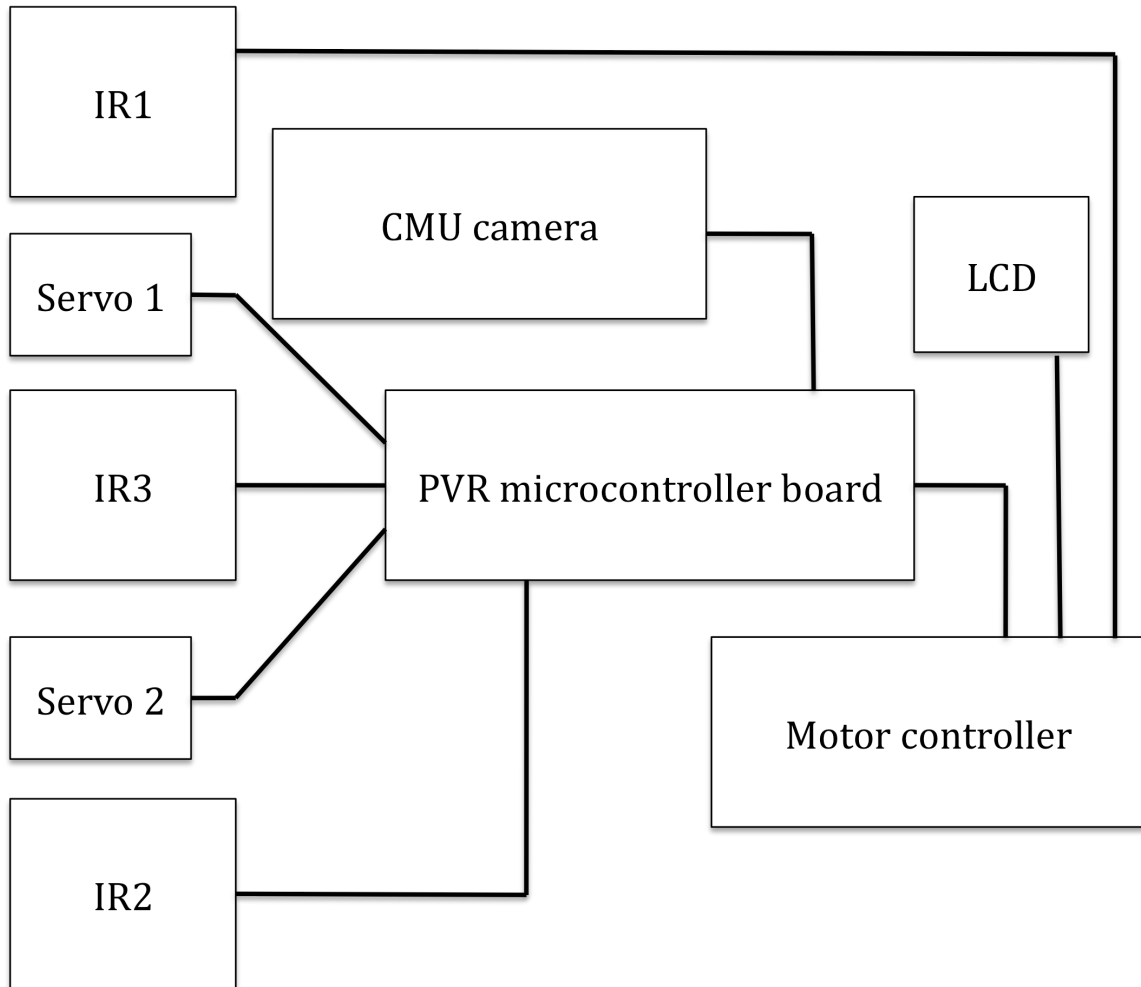 IR1
CMU camera
LCD
Servo 1
IR3
PVR microcontroller board
Servo 2
Motor controller
IR2